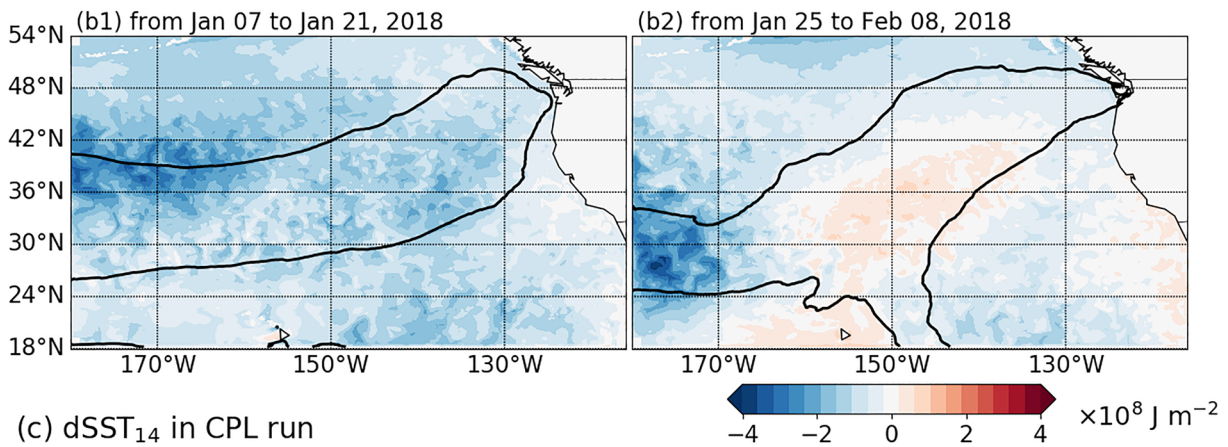 (b1) from Jan 07 to Jan 21, 2018
(b2) from Jan 25 to Feb 08, 2018
54°N
48°N
42°N
36°N
30°N
24°N
18°N
170°W 150°W 130°W
170°W 150°W 130°W
−4 −2 0 2 4
×10⁸ J m⁻²
(c) dSST₁₄ in CPL run